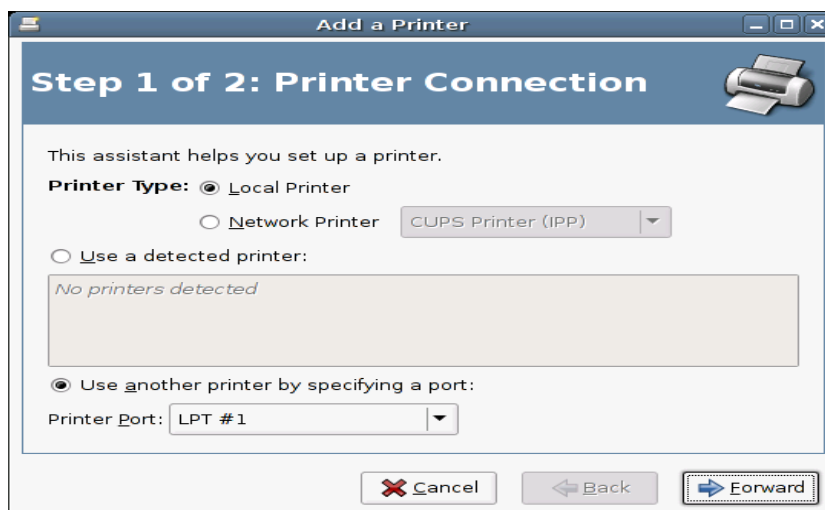 Add a Printer
Step 1 of 2: Printer Connection
This assistant helps you set up a printer.
Printer Type: Local Printer
Network Printer CUPS Printer (IPP)
Use a detected printer:
No printers detected
Use another printer by specifying a port:
Printer Port: LPT #1
Cancel Back Forward